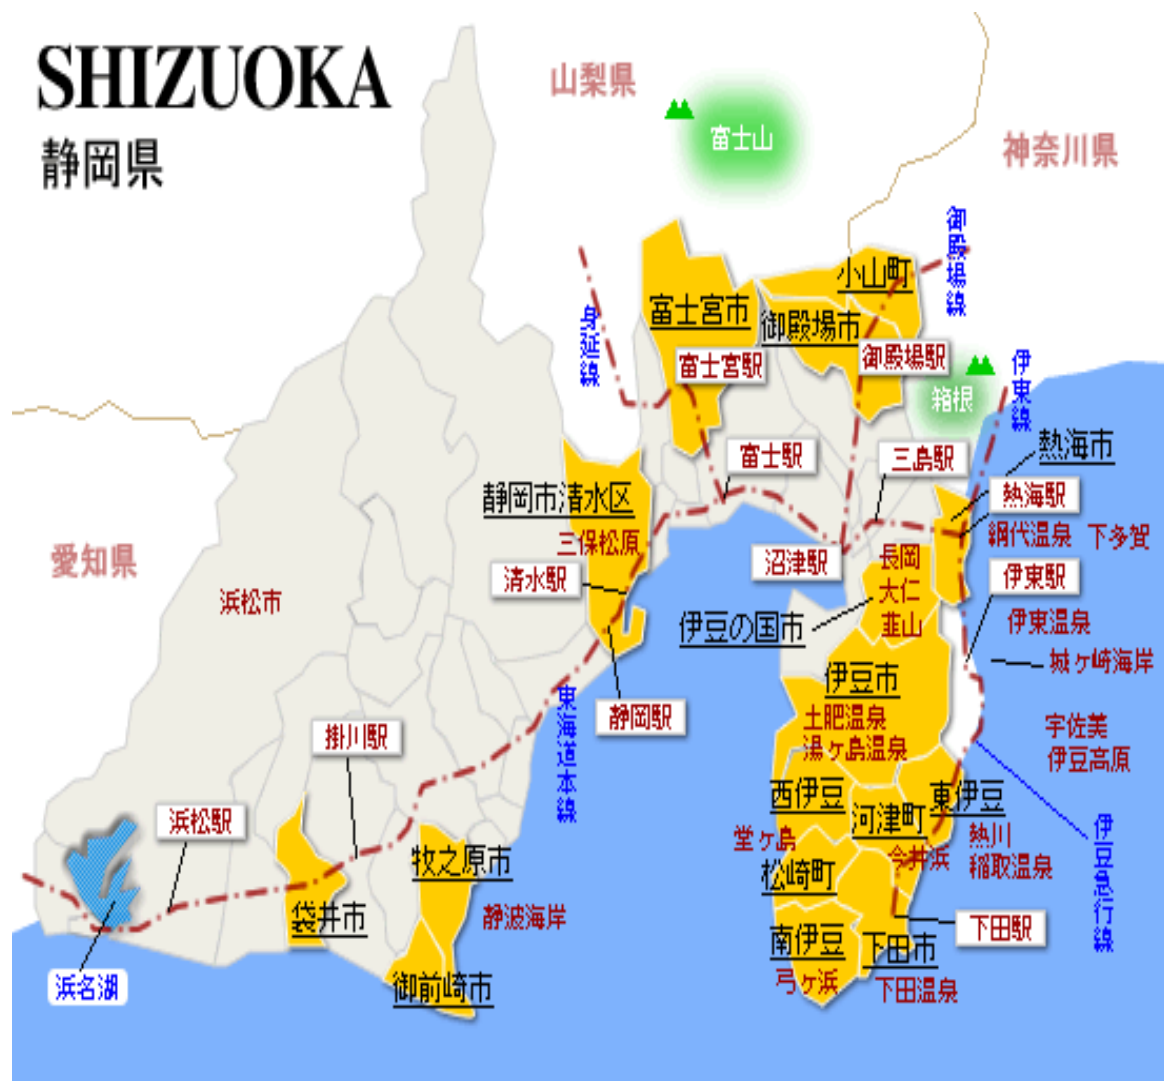 SHIZUOKA
静岡県
山梨県
富士山
神奈川県
御殿場線
小山町
富士宮市
御殿場市
身延線
富士宮駅
御殿場駅
箱根
伊東線
熱海市
富士駅
三島駅
静岡市清水区
熱海駅
三保松原
網代温泉
下多賀
愛知県
清水駅
沼津駅
長岡
大仁
韮山
伊東駅
浜松市
伊豆の国市
伊東温泉
城ヶ崎海岸
伊豆市
東海道本線
静岡駅
土肥温泉
湯ヶ島温泉
宇佐美
伊豆高原
掛川駅
西伊豆
東伊豆
河津町
浜松駅
堂ヶ島
今井浜
熱川
稲取温泉
伊豆急行線
牧之原市
松崎町
静波海岸
袋井市
下田駅
南伊豆
下田市
浜名湖
御前崎市
弓ヶ浜
下田温泉